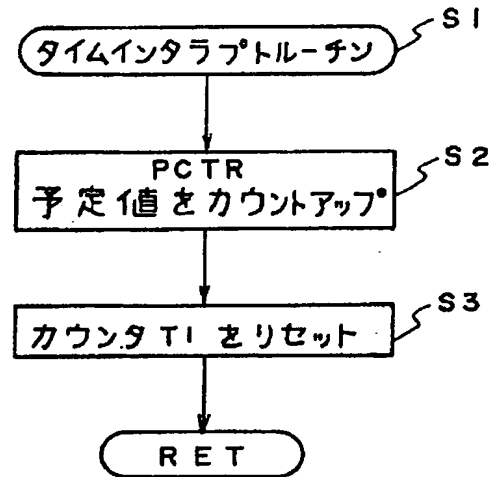 タイムインタラプトルーチン
S1
PCTR
予定値をカウントアップ
S2
カウンタT1をリセット
S3
RET